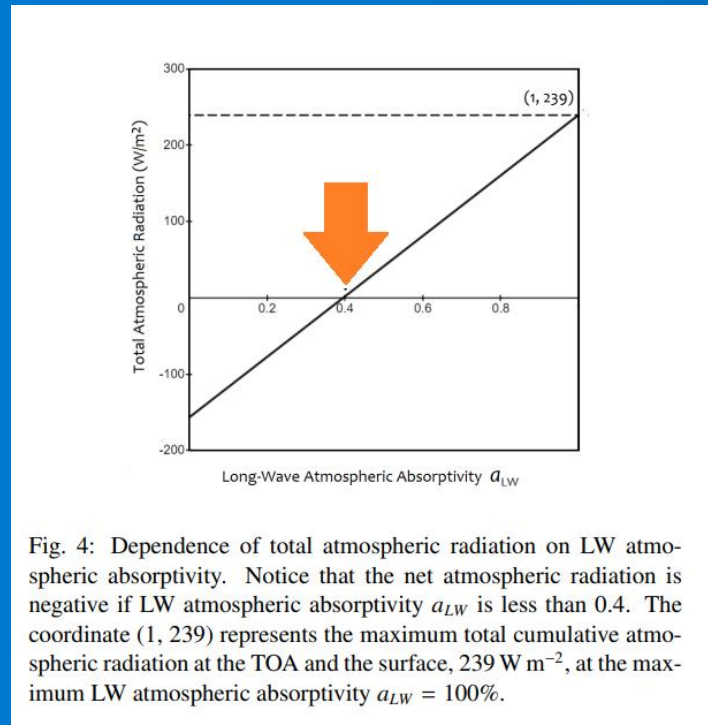 300
(1, 239)
200
100
0
0.2
0.4
0.6
0.8
-100
-200
Total Atmospheric Radiation (W/m²)
Long-Wave Atmospheric Absorptivity aLW
Fig. 4: Dependence of total atmospheric radiation on LW atmo-
spheric absorptivity. Notice that the net atmospheric radiation is
negative if LW atmospheric absorptivity aLW is less than 0.4. The
coordinate (1, 239) represents the maximum total cumulative atmo-
spheric radiation at the TOA and the surface, 239 W m⁻², at the max-
imum LW atmospheric absorptivity aLW = 100%.